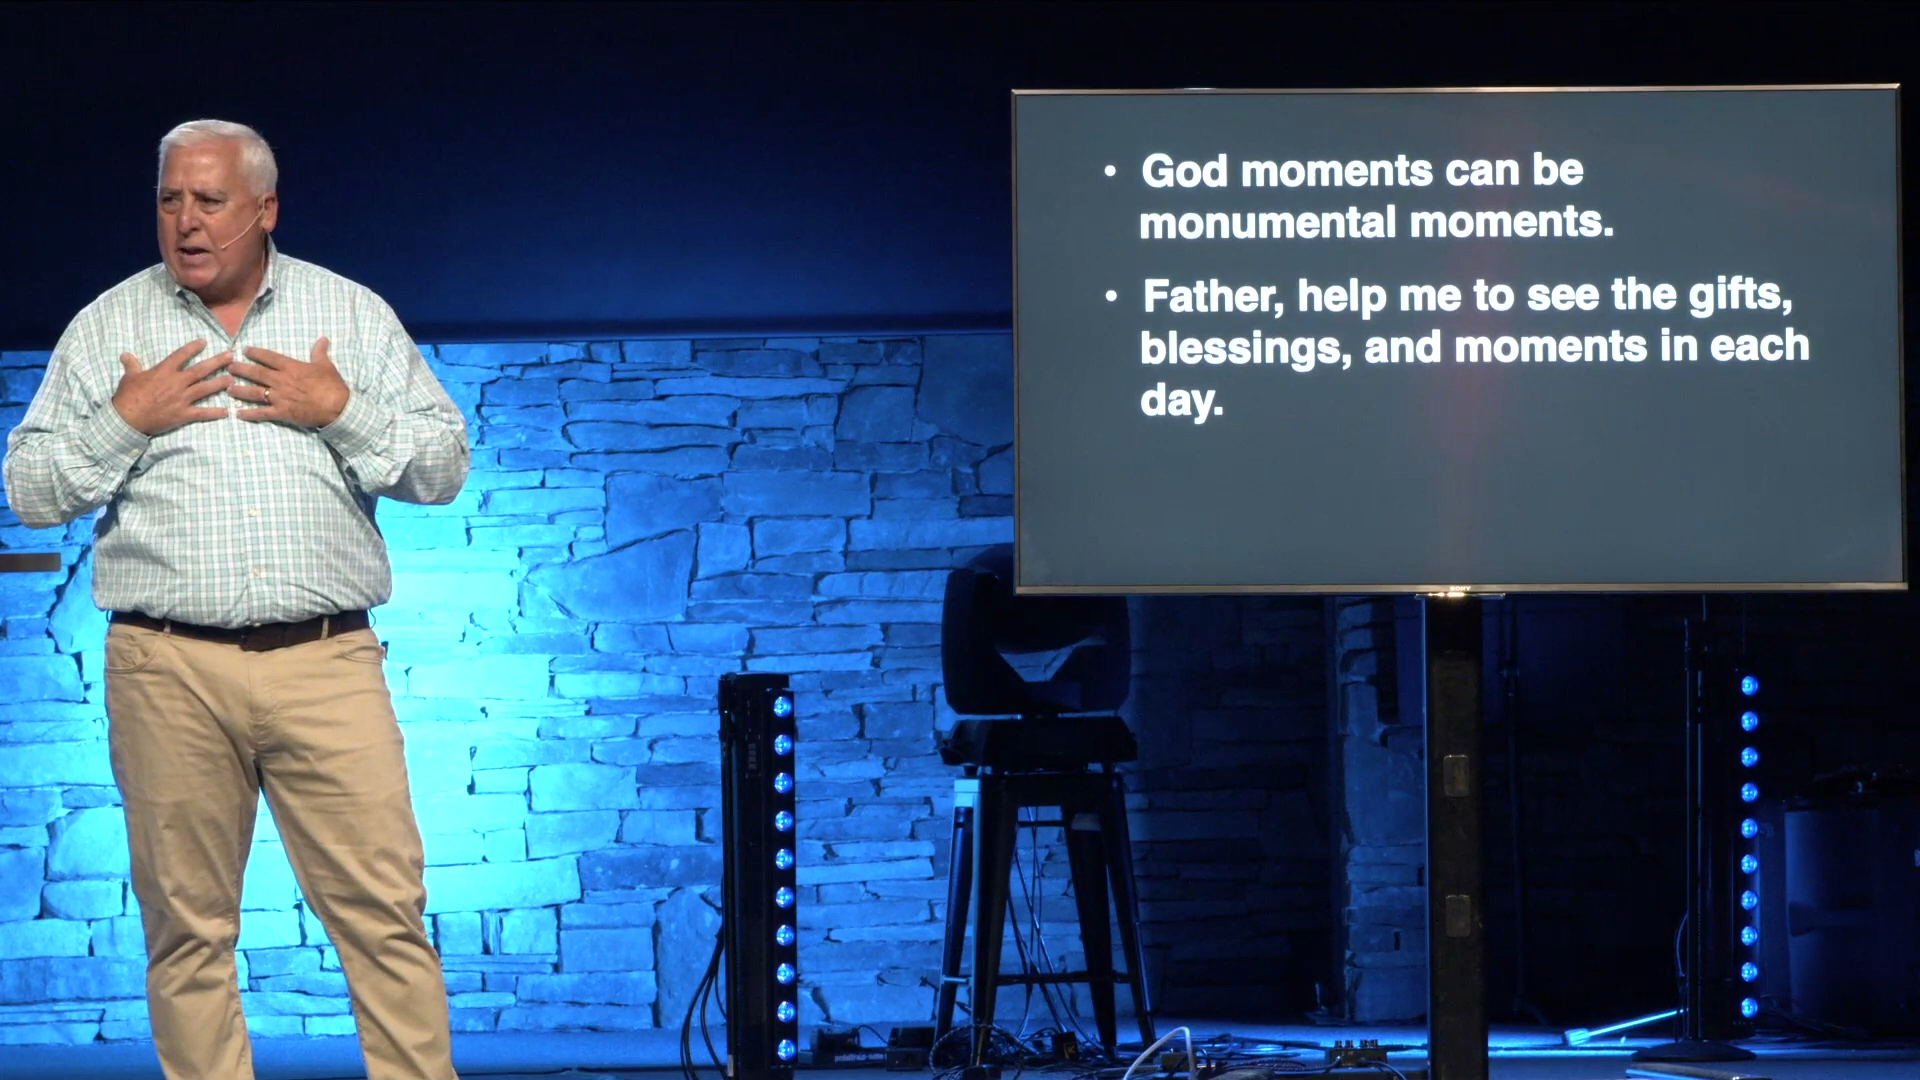 • God moments can be
monumental moments.
• Father, help me to see the gifts,
blessings, and moments in each
day.
SONY